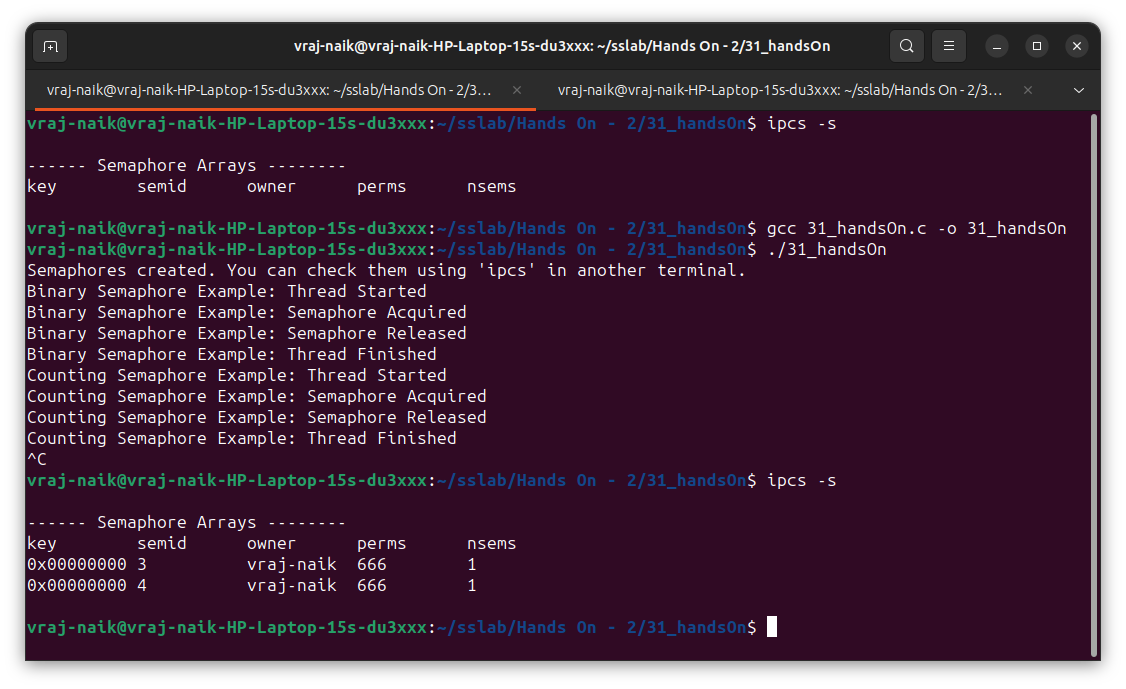 vraj-naik@vraj-naik-HP-Laptop-15s-du3xxx: ~/sslab/Hands On - 2/31_handsOn
vraj-naik@vraj-naik-HP-Laptop-15s-du3xxx: ~/sslab/Hands On - 2/3...
vraj-naik@vraj-naik-HP-Laptop-15s-du3xxx: ~/sslab/Hands On - 2/3...
vraj-naik@vraj-naik-HP-Laptop-15s-du3xxx:~/sslab/Hands On - 2/31_handsOn$ ipcs -s
------ Semaphore Arrays --------
key        semid      owner      perms      nsems
vraj-naik@vraj-naik-HP-Laptop-15s-du3xxx:~/sslab/Hands On - 2/31_handsOn$ gcc 31_handsOn.c -o 31_handsOn
vraj-naik@vraj-naik-HP-Laptop-15s-du3xxx:~/sslab/Hands On - 2/31_handsOn$ ./31_handsOn
Semaphores created. You can check them using 'ipcs' in another terminal.
Binary Semaphore Example: Thread Started
Binary Semaphore Example: Semaphore Acquired
Binary Semaphore Example: Semaphore Released
Binary Semaphore Example: Thread Finished
Counting Semaphore Example: Thread Started
Counting Semaphore Example: Semaphore Acquired
Counting Semaphore Example: Semaphore Released
Counting Semaphore Example: Thread Finished
^C
vraj-naik@vraj-naik-HP-Laptop-15s-du3xxx:~/sslab/Hands On - 2/31_handsOn$ ipcs -s
------ Semaphore Arrays --------
key        semid      owner      perms      nsems
0x00000000 3          vraj-naik  666        1
0x00000000 4          vraj-naik  666        1
vraj-naik@vraj-naik-HP-Laptop-15s-du3xxx:~/sslab/Hands On - 2/31_handsOn$